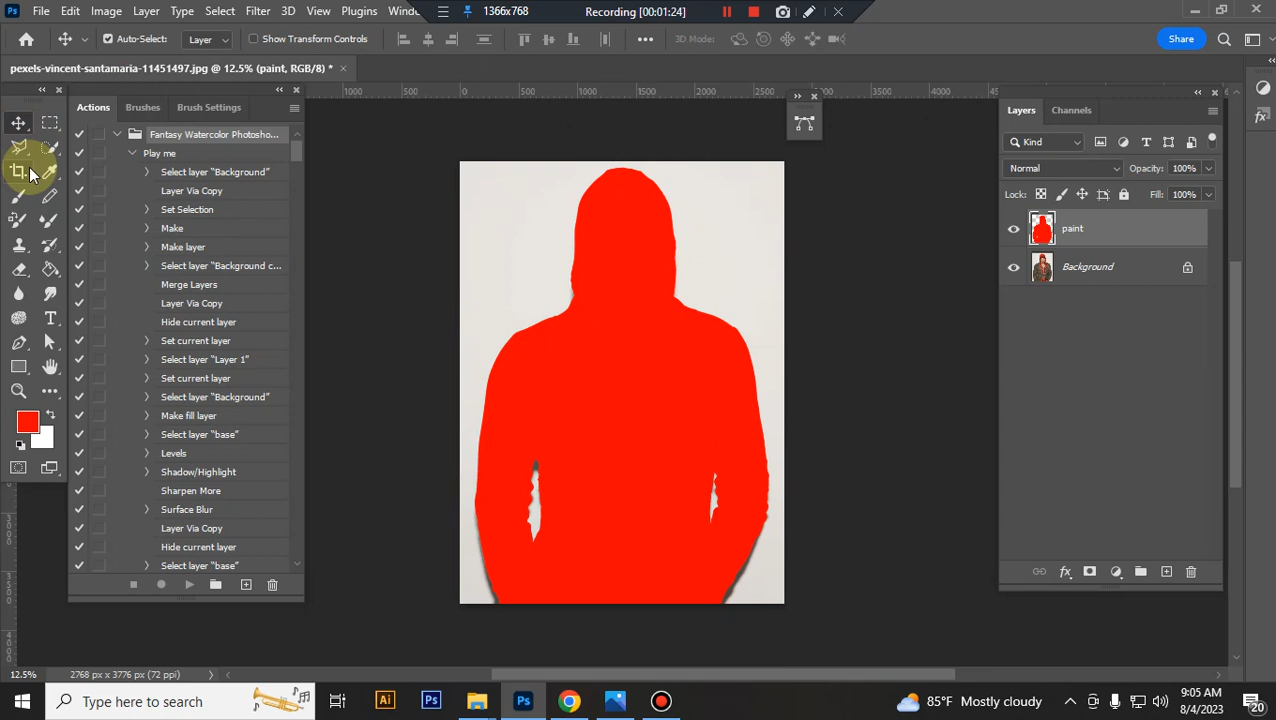 Ps File Edit Image Layer Type Select Filter 3D View Plugins Wind
1366x768 Recording [00:01:24]
Auto-Select: Layer Show Transform Controls 3D Mode: Share
pexels-vincent-santamaria-11451497.jpg @ 12.5% (paint, RGB/8) *
1000 500 0 500 1000 1500 2000 2500 3000 3500 4000
Actions Brushes Brush Settings
Fantasy Watercolor Photosho...
Play me
Select layer "Background"
Layer Via Copy
Set Selection
Make
Make layer
Select layer "Background c...
Merge Layers
Layer Via Copy
Hide current layer
Set current layer
Select layer "Layer 1"
Set current layer
Select layer "Background"
Make fill layer
Select layer "base"
Levels
Shadow/Highlight
Sharpen More
Surface Blur
Layer Via Copy
Hide current layer
Select layer "base"
Layers Channels
Kind
Normal Opacity: 100%
Lock: Fill: 100%
paint
Background
12.5% 2768 px x 3776 px (72 ppi)
Type here to search
Ai Ps Ps
85°F Mostly cloudy
9:05 AM
8/4/2023
20